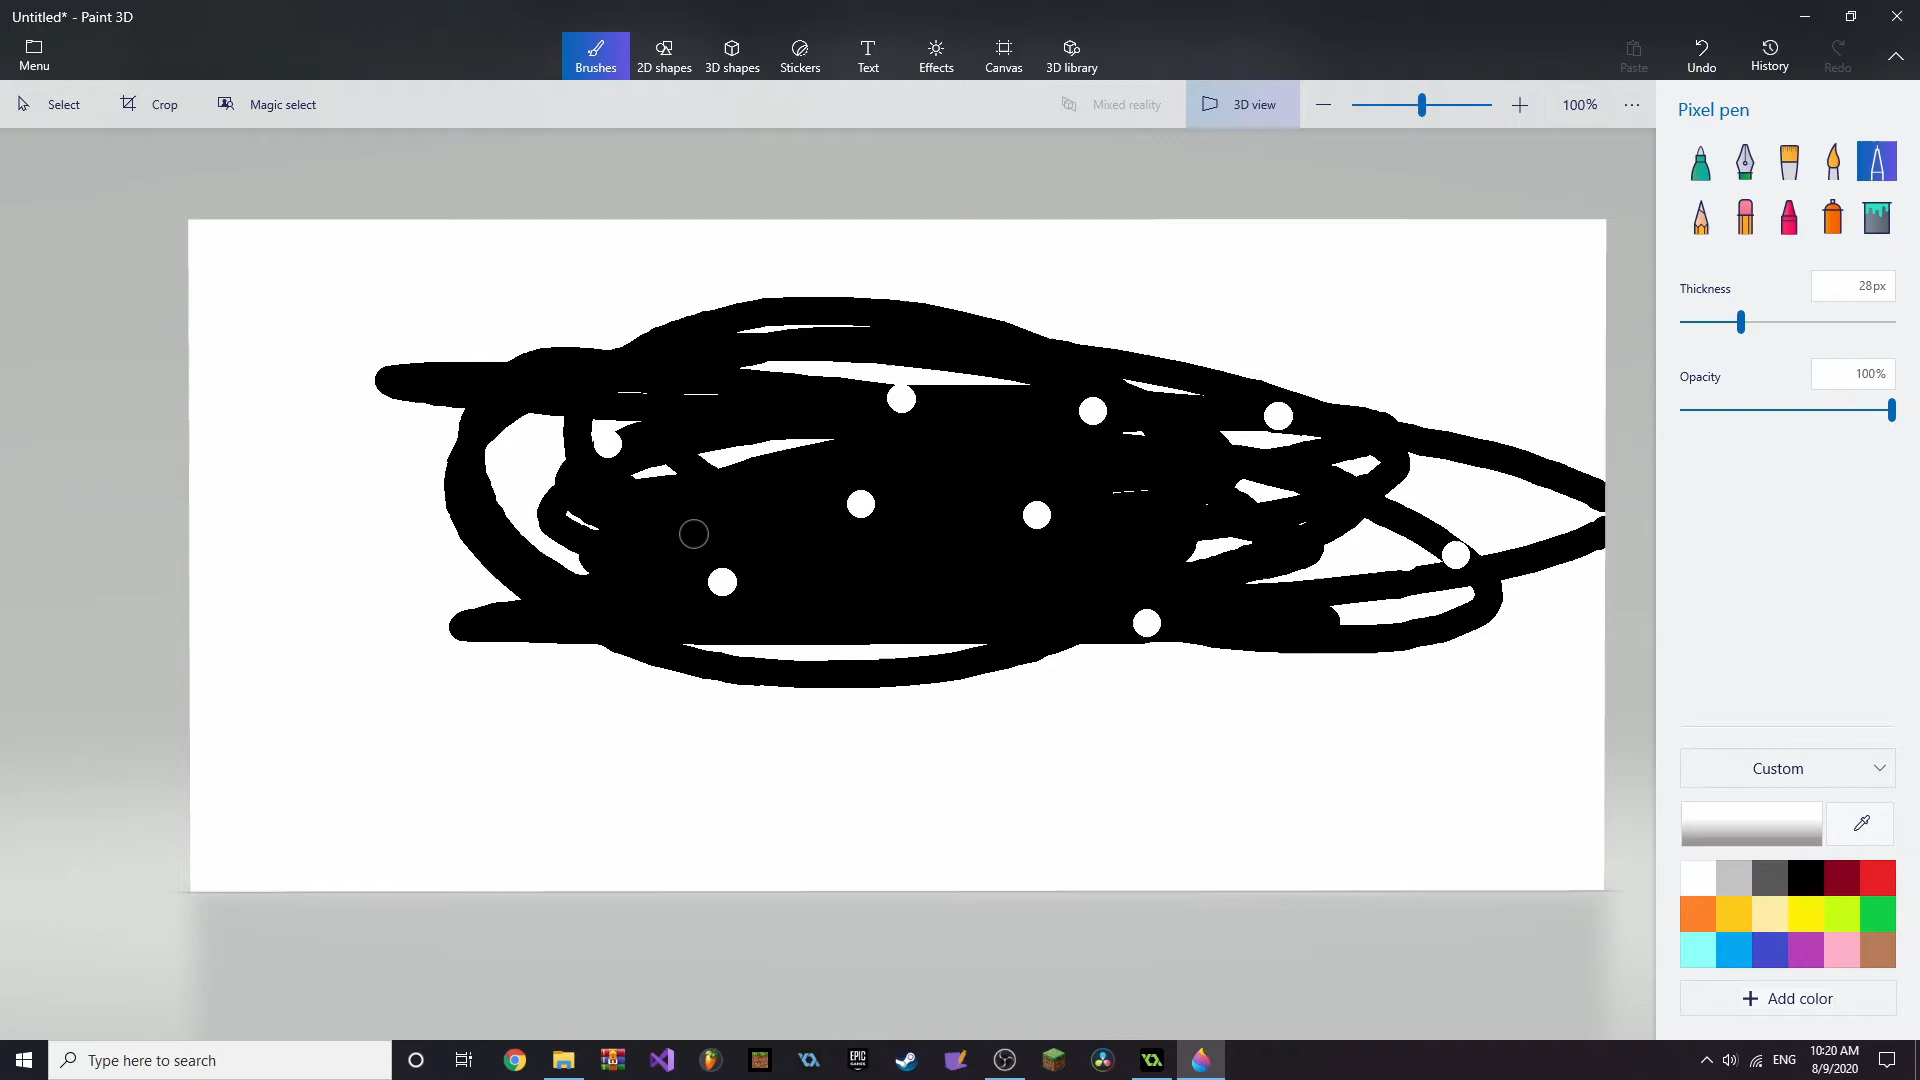 Untitled* - Paint 3D
Menu
Brushes
2D shapes
3D shapes
Stickers
Text
Effects
Canvas
3D library
Paste
Undo
History
Redo
Select
Crop
Magic select
Mixed reality
3D view
100%
Pixel pen
Thickness
28px
Opacity
100%
Custom
Add color
Type here to search
EPIC
GAMES
ENG
10:20 AM
8/9/2020